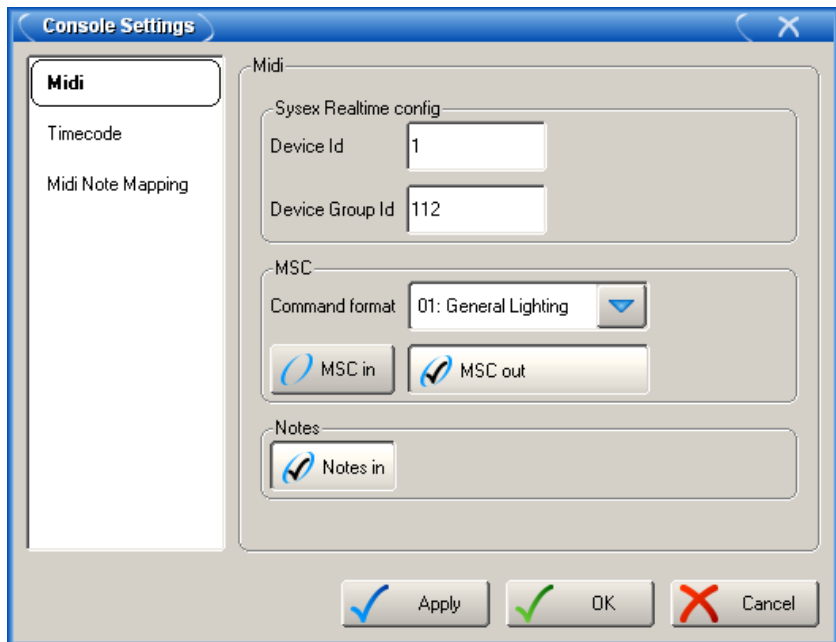 Console Settings
Midi
Timecode
Midi Note Mapping
Midi
Sysex Realtime config
Device Id 1
Device Group Id 112
MSC
Command format 01: General Lighting
MSC in MSC out
Notes
Notes in
Apply OK Cancel